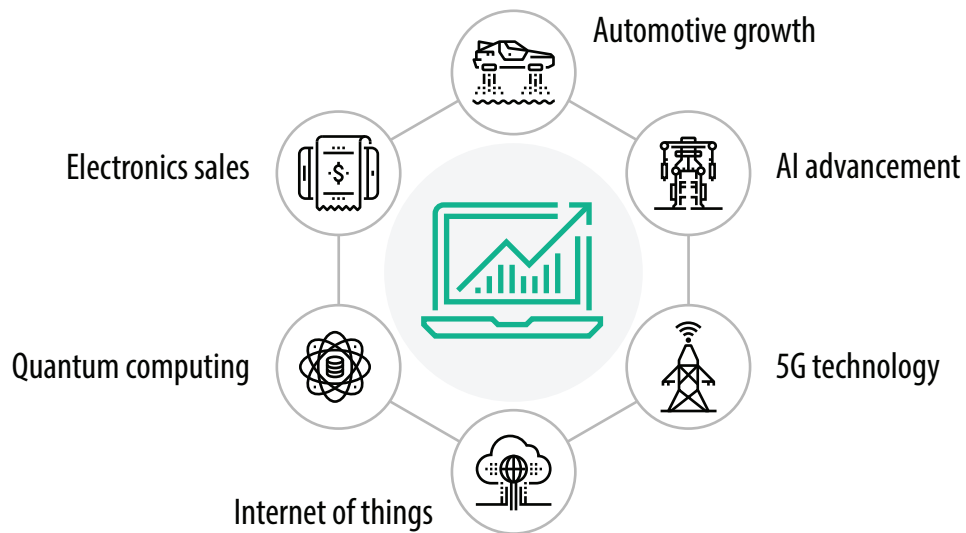 Automotive growth
Electronics sales
AI advancement
$
Quantum computing
5G technology
Internet of things